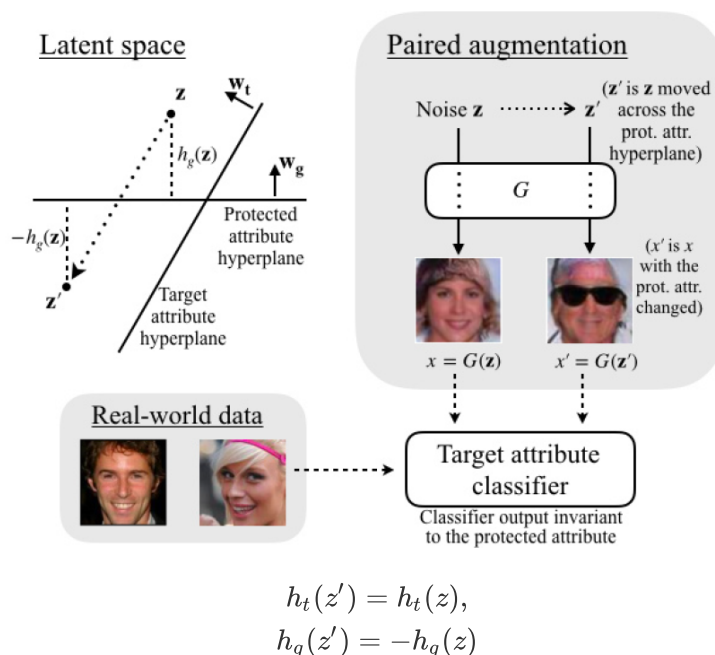 Latent space
z
w_t
h_g(z)
w_g
−h_g(z)
Protected
attribute
hyperplane
z′
Target
attribute
hyperplane
Paired augmentation
Noise z
z′
(z′ is z moved
across the
prot. attr.
hyperplane)
G
(x′ is x
with the
prot. attr.
changed)
x = G(z)
x′ = G(z′)
Real-world data
Target attribute
classifier
Classifier output invariant
to the protected attribute
h_t(z′) = h_t(z),
h_g(z′) = −h_g(z)